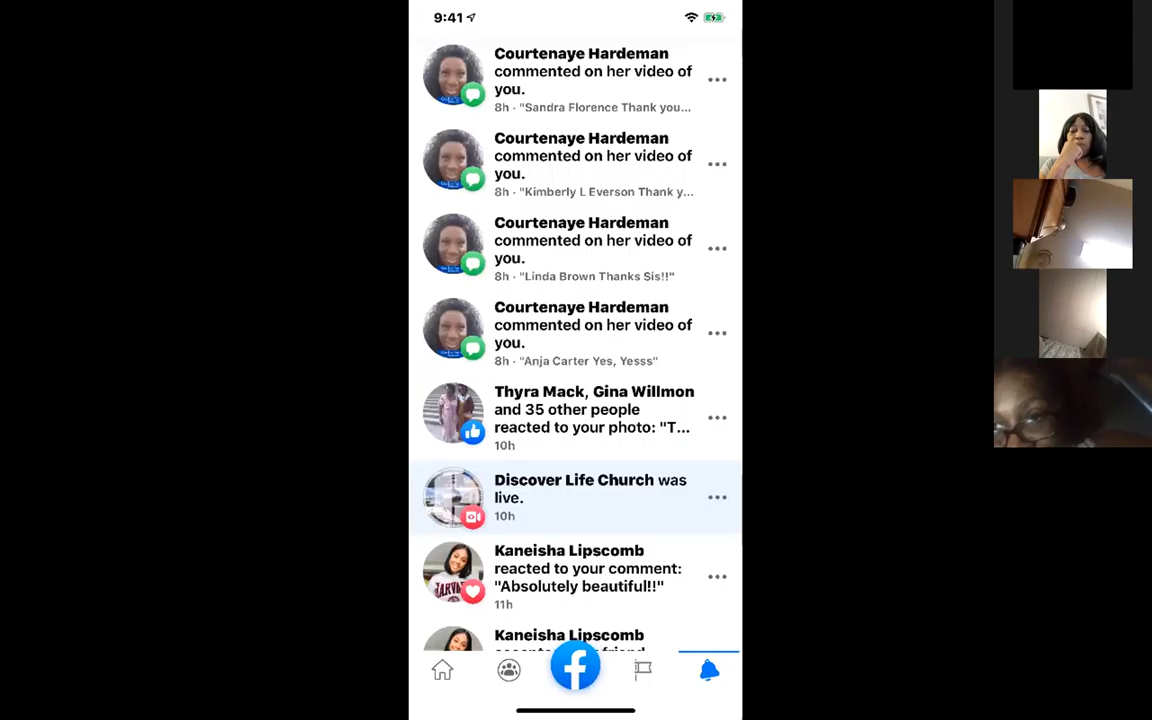 9:41
Courtenaye Hardeman
commented on her video of
you.
8h · "Sandra Florence Thank you...
Courtenaye Hardeman
commented on her video of
you.
8h · "Kimberly L Everson Thank y...
Courtenaye Hardeman
commented on her video of
you.
8h · "Linda Brown Thanks Sis!!"
Courtenaye Hardeman
commented on her video of
you.
8h · "Anja Carter Yes, Yesss"
Thyra Mack, Gina Willmon
and 35 other people
reacted to your photo: "T...
10h
Discover Life Church was
live.
10h
Kaneisha Lipscomb
reacted to your comment:
"Absolutely beautiful!!"
11h
Kaneisha Lipscomb